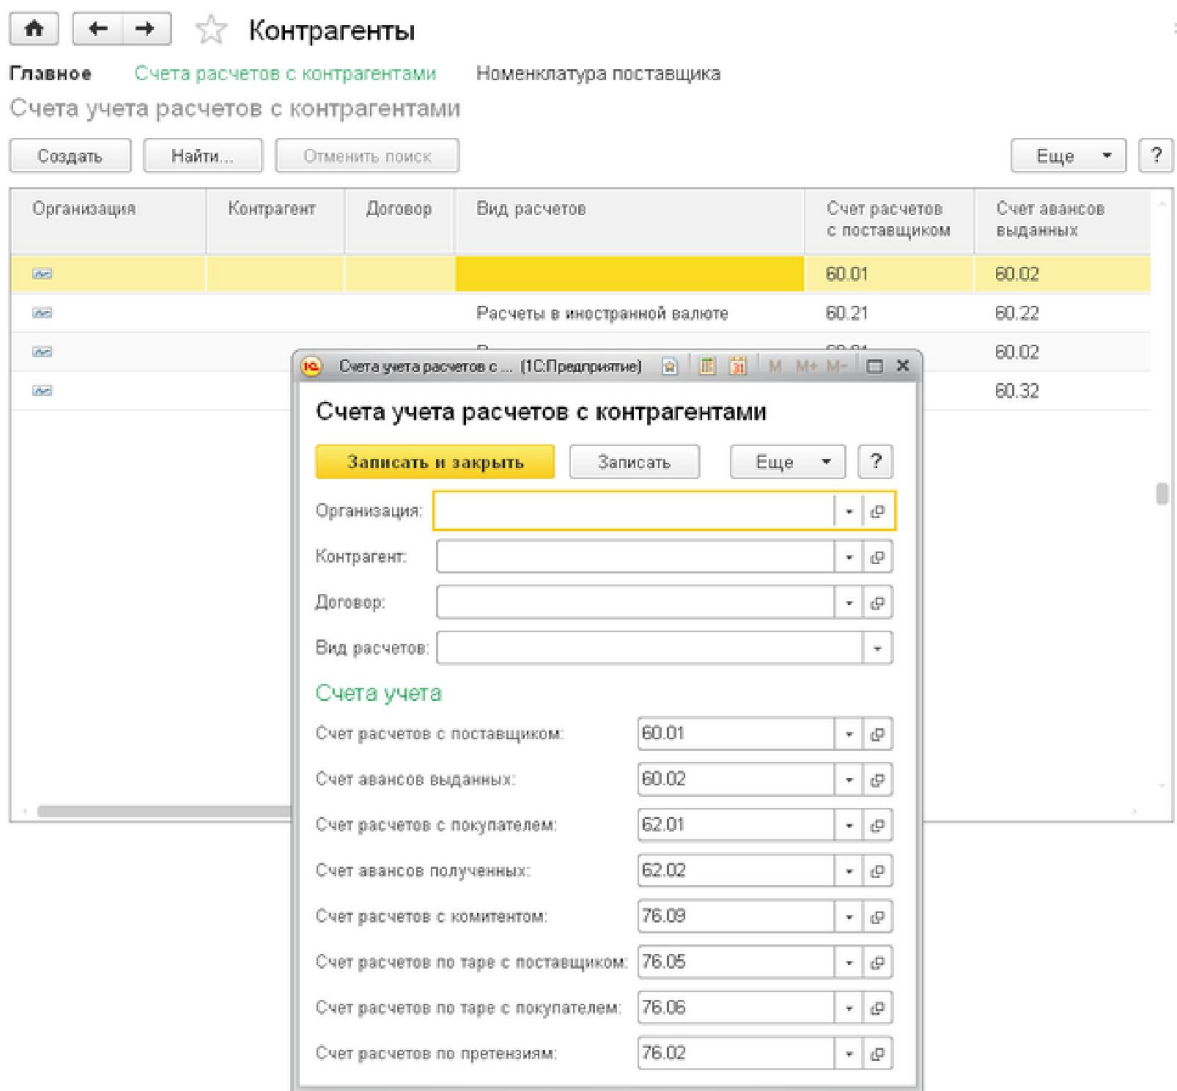 Контрагенты
Главное Счета расчетов с контрагентами Номенклатура поставщика
Счета учета расчетов с контрагентами
Создать Найти... Отменить поиск Еще ?
Организация Контрагент Договор Вид расчетов Счет расчетов с поставщиком Счет авансов выданных
60.01 60.02
Расчеты в иностранной валюте 60.21 60.22
60.02
60.32
1С Счета учета расчетов с ... (1С:Предприятие) 31 M M+ M-
Счета учета расчетов с контрагентами
Записать и закрыть Записать Еще ?
Организация:
Контрагент:
Договор:
Вид расчетов:
Счета учета
Счет расчетов с поставщиком: 60.01
Счет авансов выданных: 60.02
Счет расчетов с покупателем: 62.01
Счет авансов полученных: 62.02
Счет расчетов с комитентом: 76.09
Счет расчетов по таре с поставщиком: 76.05
Счет расчетов по таре с покупателем: 76.06
Счет расчетов по претензиям: 76.02